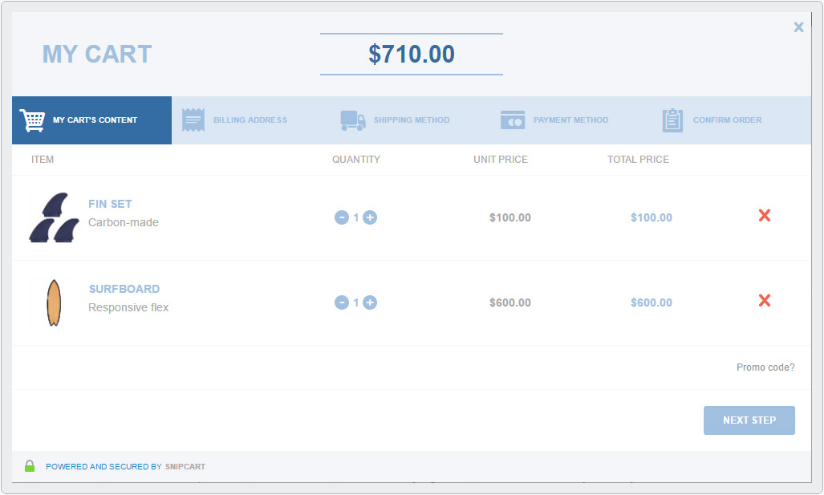 MY CART
$710.00
MY CART'S CONTENT BILLING ADDRESS SHIPPING METHOD PAYMENT METHOD CONFIRM ORDER
ITEM QUANTITY UNIT PRICE TOTAL PRICE
FIN SET
Carbon-made
- 1 + $100.00 $100.00
SURFBOARD
Responsive flex
- 1 + $600.00 $600.00
Promo code?
NEXT STEP
POWERED AND SECURED BY SNIPCART